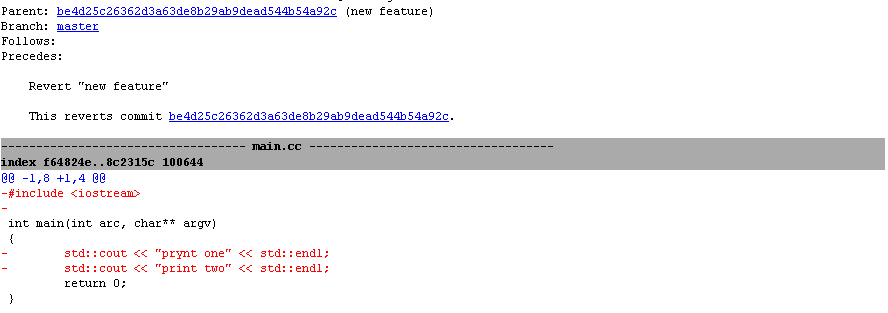 Parent: be4d25c26362d3a63de8b29ab9dead544b54a92c (new feature)
Branch: master
Follows:
Precedes:
Revert "new feature"
This reverts commit be4d25c26362d3a63de8b29ab9dead544b54a92c.
----------------------------------- main.cc -----------------------------------
index f64824e..8c2315c 100644
@@ -1,8 +1,4 @@
-#include <iostream>
-
int main(int arc, char** argv)
{
-        std::cout << "prynt one" << std::endl;
-        std::cout << "print two" << std::endl;
        return 0;
}